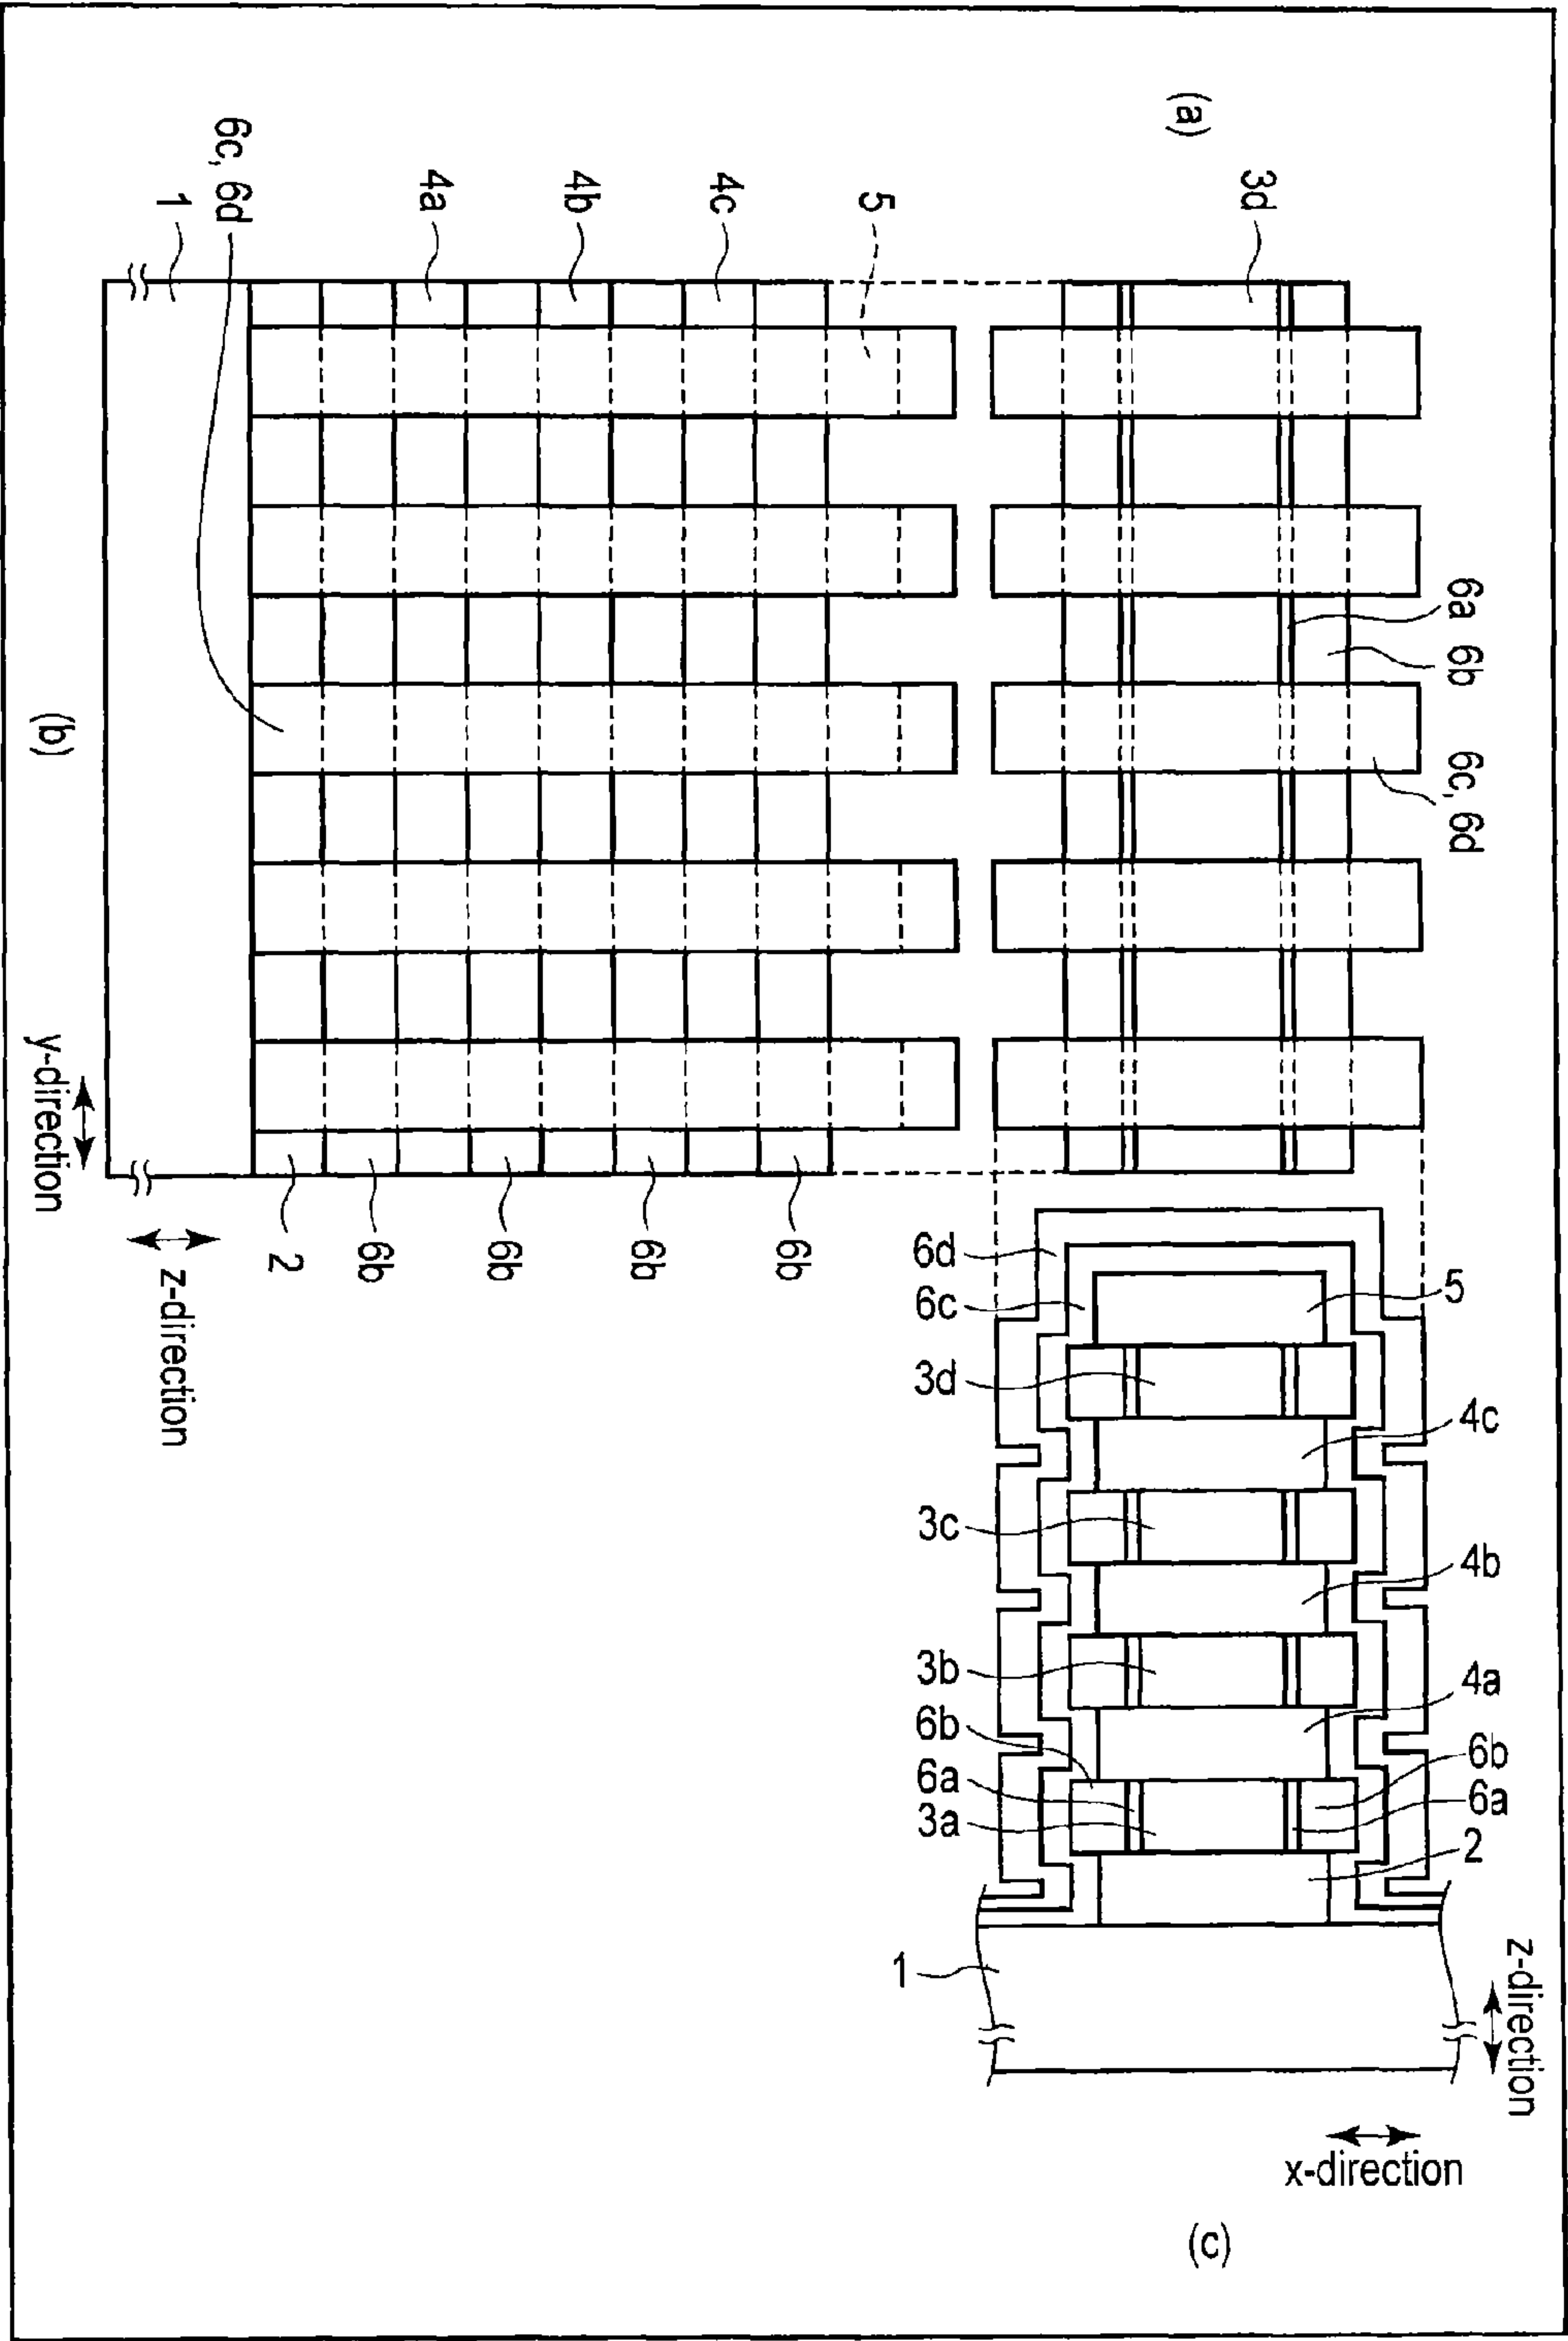 (a)
3d
6a
6b
6c, 6d
5
4c
4b
4a
6c, 6d
1
(b)
y-direction
z-direction
2
6b
6b
6b
6b
6d
6c
3d
3c
3b
6b
6a
3a
1
5
4c
4b
4a
6b
6a
2
z-direction
x-direction
(c)